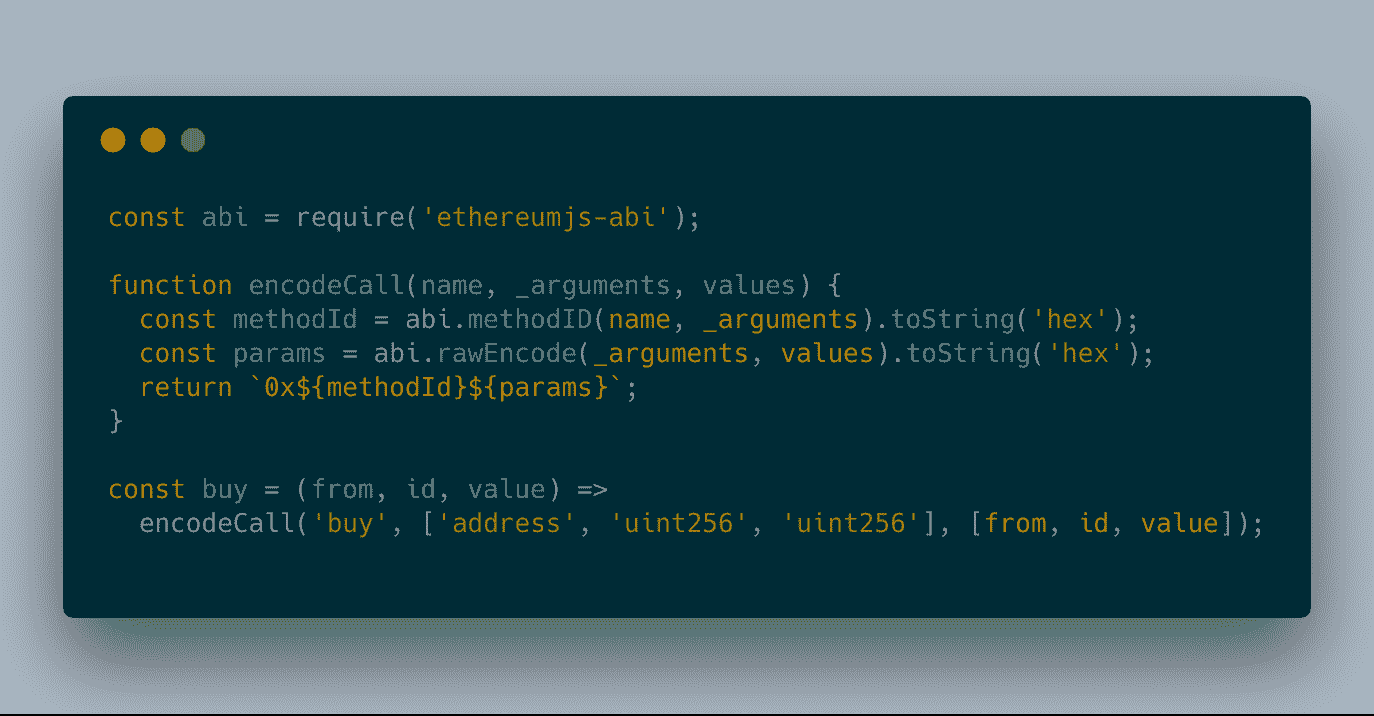 const abi = require('ethereumjs-abi');
function encodeCall(name, _arguments, values) {
const methodId = abi.methodID(name, _arguments).toString('hex');
const params = abi.rawEncode(_arguments, values).toString('hex');
return `0x${methodId}${params}`;
}
const buy = (from, id, value) =>
encodeCall('buy', ['address', 'uint256', 'uint256'], [from, id, value]);